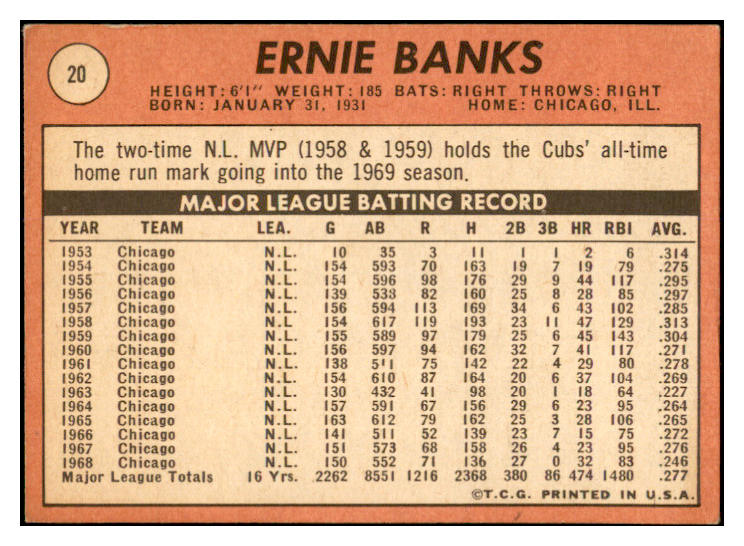 20
ERNIE BANKS
HEIGHT: 6'1" WEIGHT: 185 BATS: RIGHT THROWS: RIGHT
BORN: JANUARY 31, 1931 HOME: CHICAGO, ILL.
The two-time N.L. MVP (1958 & 1959) holds the Cubs' all-time
home run mark going into the 1969 season.
MAJOR LEAGUE BATTING RECORD
YEAR TEAM LEA. G AB R H 2B 3B HR RBI AVG.
1953 Chicago N.L. 10 35 3 11 1 1 2 6 .314
1954 Chicago N.L. 154 593 70 163 19 7 19 79 .275
1955 Chicago N.L. 154 596 98 176 29 9 44 117 .295
1956 Chicago N.L. 139 538 82 160 25 8 28 85 .297
1957 Chicago N.L. 156 594 113 169 34 6 43 102 .285
1958 Chicago N.L. 154 617 119 193 23 11 47 129 .313
1959 Chicago N.L. 155 589 97 179 25 6 45 143 .304
1960 Chicago N.L. 156 597 94 162 32 7 41 117 .271
1961 Chicago N.L. 138 511 75 142 22 4 29 80 .278
1962 Chicago N.L. 154 610 87 164 20 6 37 104 .269
1963 Chicago N.L. 130 432 41 98 20 1 18 64 .227
1964 Chicago N.L. 157 591 67 156 29 6 23 95 .264
1965 Chicago N.L. 163 612 79 162 25 3 28 106 .265
1966 Chicago N.L. 141 511 52 139 23 7 15 75 .272
1967 Chicago N.L. 151 573 68 158 26 4 23 95 .276
1968 Chicago N.L. 150 552 71 136 27 0 32 83 .246
Major League Totals 16 Yrs. 2262 8551 1216 2368 380 86 474 1480 .277
©T.C.G. PRINTED IN U.S.A.